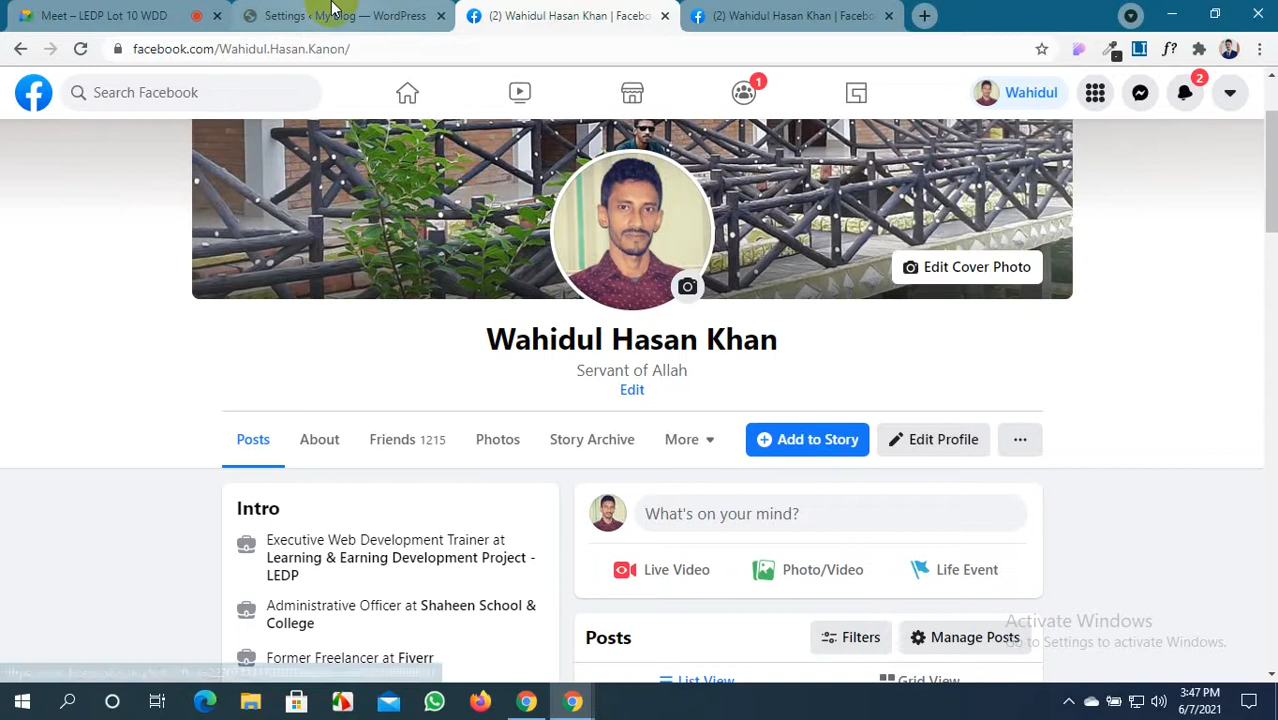 Meet – LEDP Lot 10 WDD
Settings ‹ My Blog — WordPress
(2) Wahidul Hasan Khan | Facebo
(2) Wahidul Hasan Khan | Facebo
facebook.com/Wahidul.Hasan.Kanon/
f?
Search Facebook
1
Wahidul
2
Edit Cover Photo
Wahidul Hasan Khan
Servant of Allah
Edit
Posts
About
Friends 1215
Photos
Story Archive
More
Add to Story
Edit Profile
Intro
Executive Web Development Trainer at
Learning & Earning Development Project -
LEDP
Administrative Officer at Shaheen School &
College
Former Freelancer at Fiverr
What's on your mind?
Live Video
Photo/Video
Life Event
Posts
Filters
Manage Posts
List View
Grid View
Activate Windows
Go to Settings to activate Windows.
3:47 PM
6/7/2021